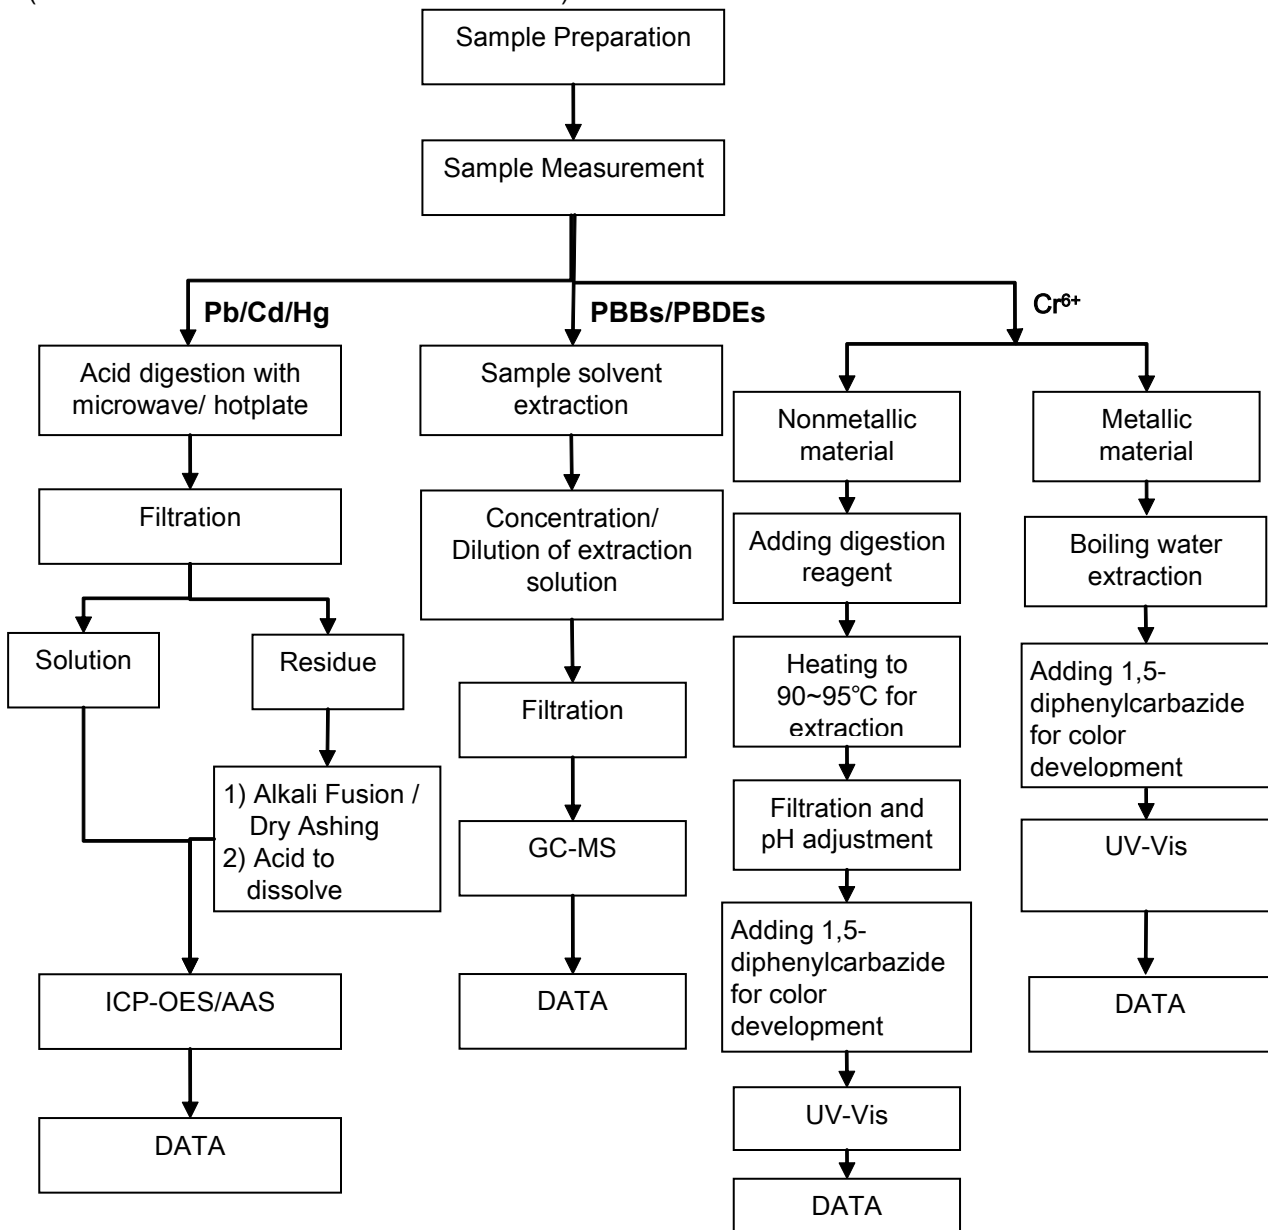 Sample Preparation
Sample Measurement
Pb/Cd/Hg
PBBs/PBDEs
Cr⁶⁺
Acid digestion with
microwave/ hotplate
Filtration
Solution
Residue
1) Alkali Fusion /
Dry Ashing
2) Acid to
dissolve
ICP-OES/AAS
DATA
Sample solvent
extraction
Concentration/
Dilution of extraction
solution
Filtration
GC-MS
DATA
Nonmetallic
material
Adding digestion
reagent
Heating to
90~95℃ for
extraction
Filtration and
pH adjustment
Adding 1,5-
diphenylcarbazide
for color
development
UV-Vis
DATA
Metallic
material
Boiling water
extraction
Adding 1,5-
diphenylcarbazide
for color
development
UV-Vis
DATA